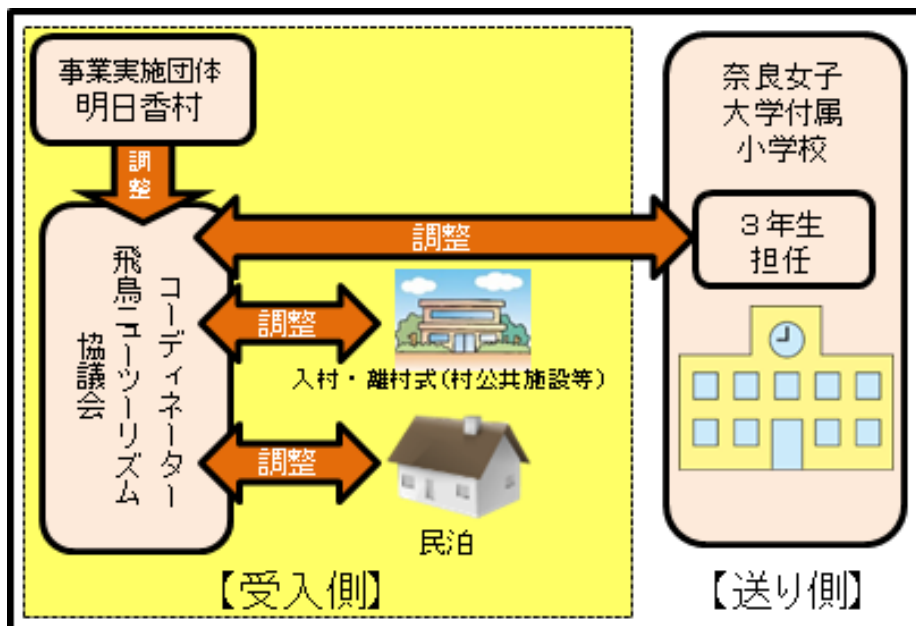 事業実施団体
明日香村
調整
コーディネーター
飛鳥ニューツーリズム
協議会
調整
調整
入村・離村式(村公共施設等)
調整
民泊
【受入側】
奈良女子
大学付属
小学校
3年生
担任
【送り側】